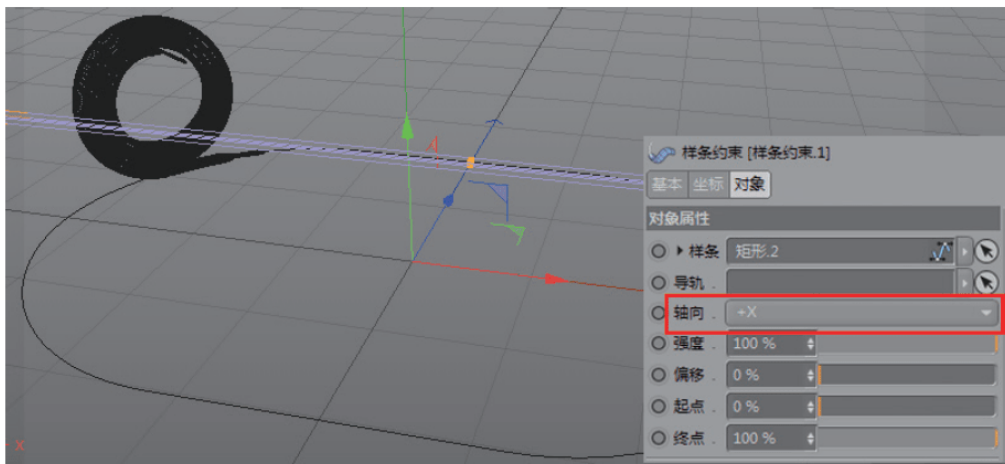 样条约束 [样条约束.1]
基本 坐标 对象
对象属性
样条 矩形.2
导轨 .
轴向 . +X
强度 . 100 %
偏移 . 0 %
起点 . 0 %
终点 . 100 %
X